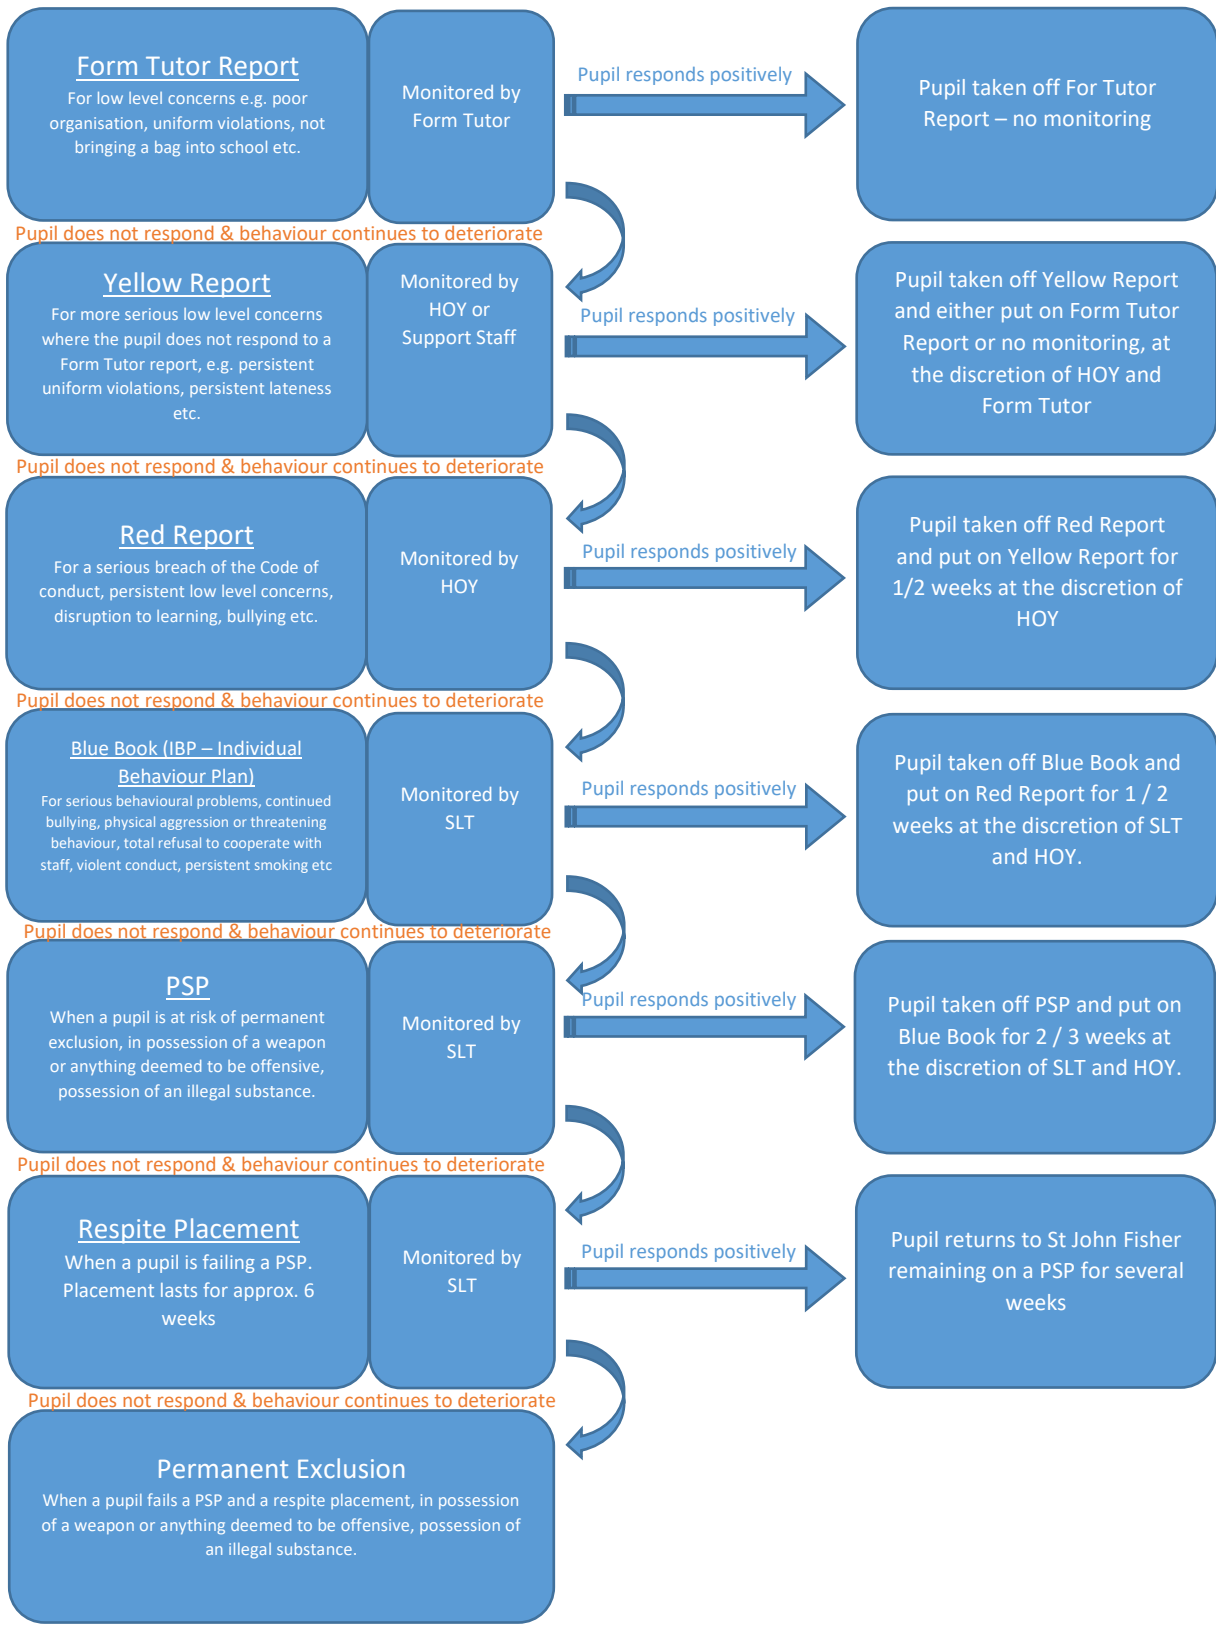 Form Tutor Report
For low level concerns e.g. poor
organisation, uniform violations, not
bringing a bag into school etc.
Monitored by
Form Tutor
Pupil responds positively
Pupil taken off For Tutor
Report – no monitoring
Pupil does not respond & behaviour continues to deteriorate
Yellow Report
For more serious low level concerns
where the pupil does not respond to a
Form Tutor report, e.g. persistent
uniform violations, persistent lateness
etc.
Monitored by
HOY or
Support Staff
Pupil responds positively
Pupil taken off Yellow Report
and either put on Form Tutor
Report or no monitoring, at
the discretion of HOY and
Form Tutor
Pupil does not respond & behaviour continues to deteriorate
Red Report
For a serious breach of the Code of
conduct, persistent low level concerns,
disruption to learning, bullying etc.
Monitored by
HOY
Pupil responds positively
Pupil taken off Red Report
and put on Yellow Report for
1/2 weeks at the discretion of
HOY
Pupil does not respond & behaviour continues to deteriorate
Blue Book (IBP – Individual
Behaviour Plan)
For serious behavioural problems, continued
bullying, physical aggression or threatening
behaviour, total refusal to cooperate with
staff, violent conduct, persistent smoking etc
Monitored by
SLT
Pupil responds positively
Pupil taken off Blue Book and
put on Red Report for 1 / 2
weeks at the discretion of SLT
and HOY.
Pupil does not respond & behaviour continues to deteriorate
PSP
When a pupil is at risk of permanent
exclusion, in possession of a weapon
or anything deemed to be offensive,
possession of an illegal substance.
Monitored by
SLT
Pupil responds positively
Pupil taken off PSP and put on
Blue Book for 2 / 3 weeks at
the discretion of SLT and HOY.
Pupil does not respond & behaviour continues to deteriorate
Respite Placement
When a pupil is failing a PSP.
Placement lasts for approx. 6
weeks
Monitored by
SLT
Pupil responds positively
Pupil returns to St John Fisher
remaining on a PSP for several
weeks
Pupil does not respond & behaviour continues to deteriorate
Permanent Exclusion
When a pupil fails a PSP and a respite placement, in possession
of a weapon or anything deemed to be offensive, possession of
an illegal substance.